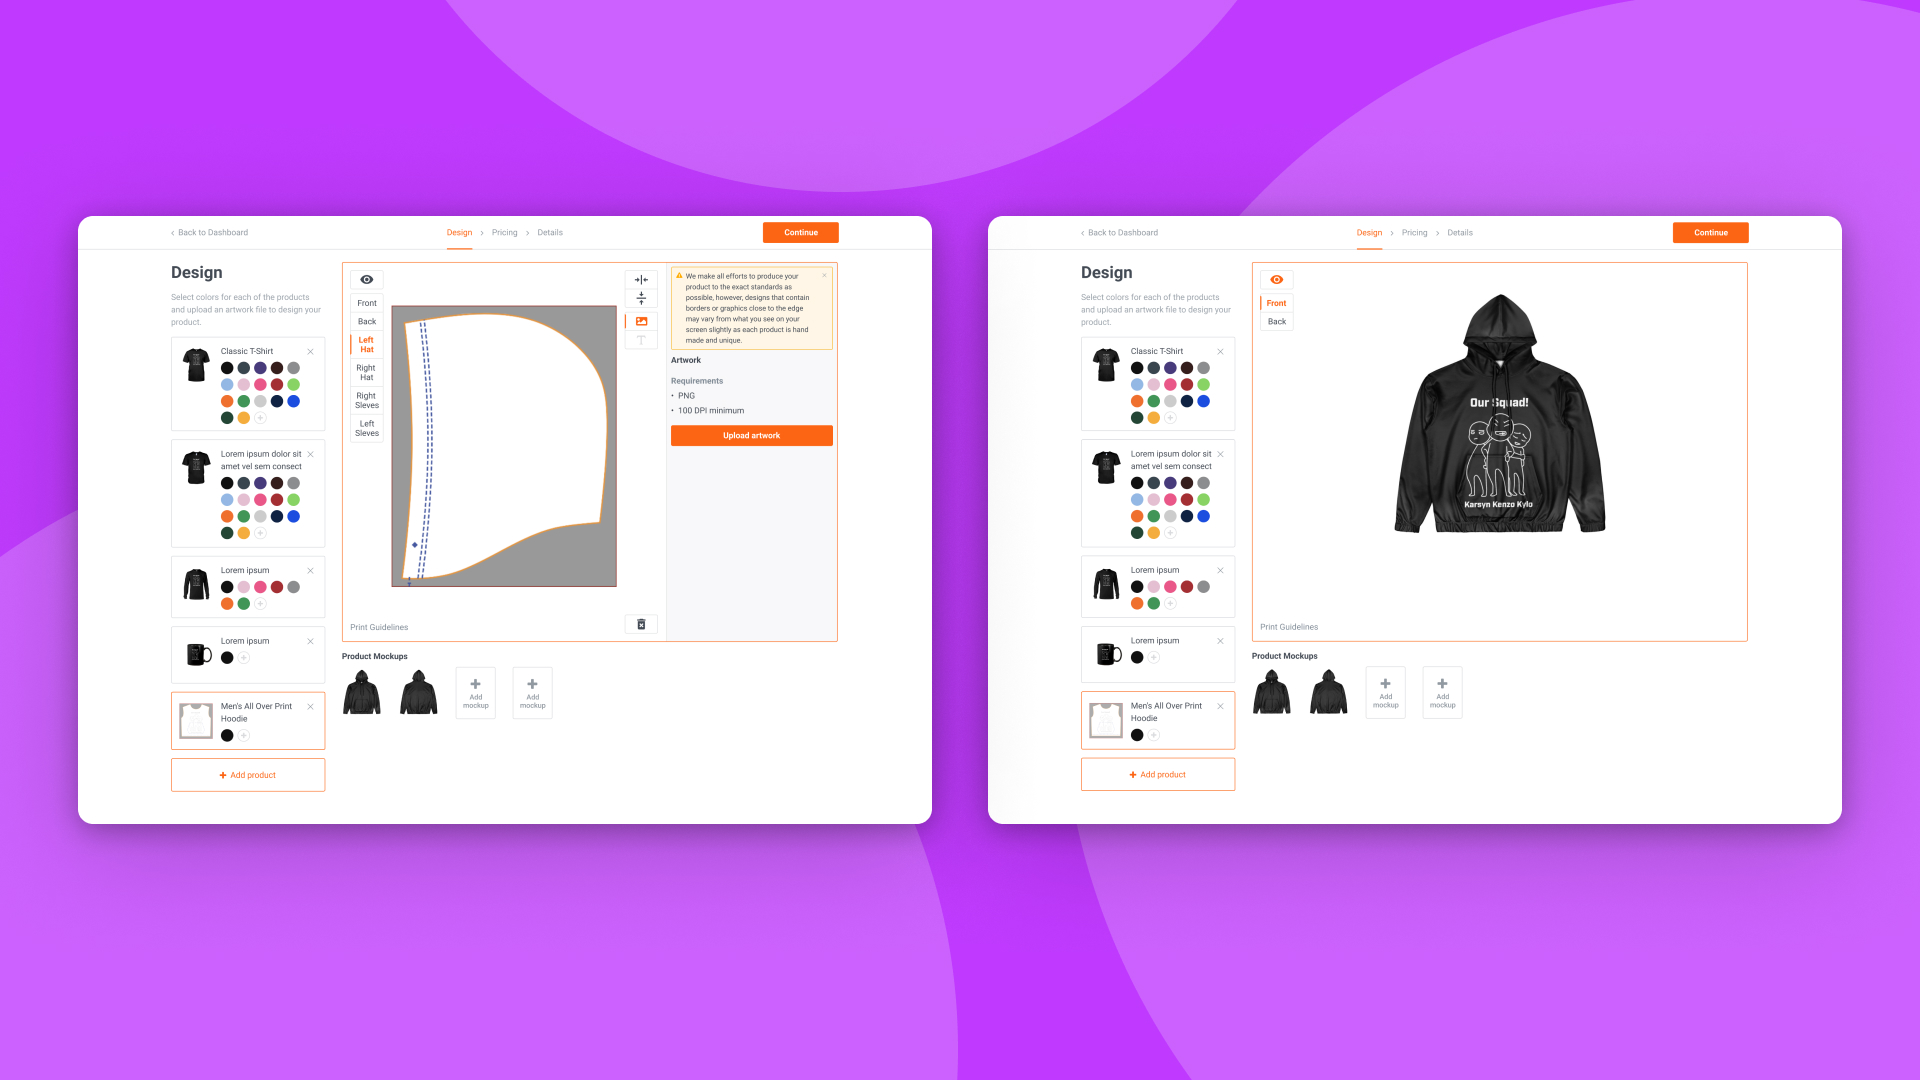 Back to Dashboard
Design
Pricing
Details
Continue
Design
Select colors for each of the products
and upload an artwork file to design your
product.
Classic T-Shirt
Lorem ipsum dolor sit
amet vel sem consect
Lorem ipsum
Lorem ipsum
Men's All Over Print
Hoodie
Add product
Front
Back
Left
Hat
Right
Hat
Right
Sleves
Left
Sleves
Print Guidelines
T
We make all efforts to produce your
product to the exact standards as
possible, however, designs that contain
borders or graphics close to the edge
may vary from what you see on your
screen slightly as each product is hand
made and unique.
Artwork
Requirements
• PNG
• 100 DPI minimum
Upload artwork
Product Mockups
Add
mockup
Add
mockup
Back to Dashboard
Design
Pricing
Details
Continue
Design
Select colors for each of the products
and upload an artwork file to design your
product.
Classic T-Shirt
Lorem ipsum dolor sit
amet vel sem consect
Lorem ipsum
Lorem ipsum
Men's All Over Print
Hoodie
Add product
Front
Back
Our Squad!
Karsyn Kenzo Kylo
Print Guidelines
Product Mockups
Add
mockup
Add
mockup